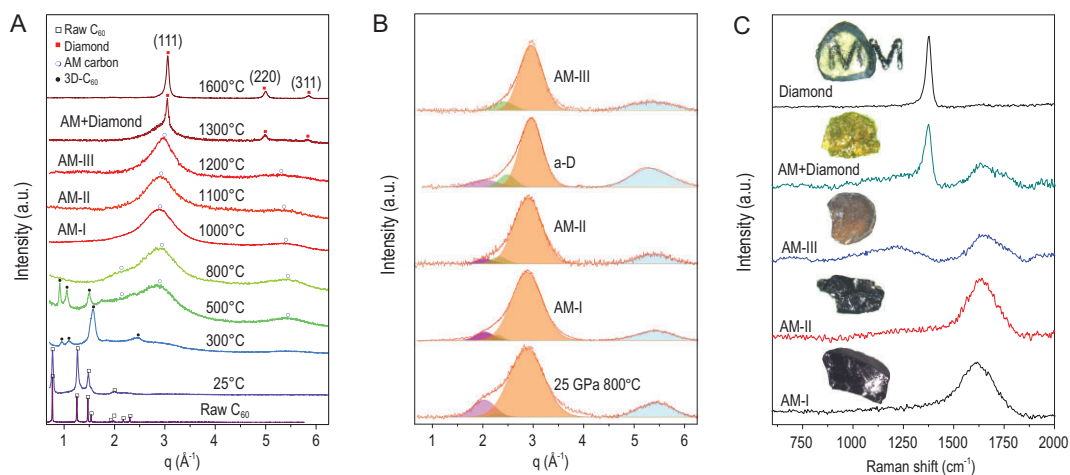 A
Raw C₆₀
Diamond
AM carbon
3D-C₆₀
(111)
(220)
(311)
1600°C
AM+Diamond
1300°C
AM-III
1200°C
AM-II
1100°C
AM-I
1000°C
800°C
500°C
300°C
25°C
Raw C₆₀
Intensity (a.u.)
1 2 3 4 5 6
q (Å⁻¹)
B
AM-III
a-D
AM-II
AM-I
25 GPa 800°C
Intensity (a.u.)
1 2 3 4 5 6
q (Å⁻¹)
C
MM
Diamond
AM+Diamond
AM-III
AM-II
AM-I
Intensity (a.u.)
750 1000 1250 1500 1750 2000
Raman shift (cm⁻¹)